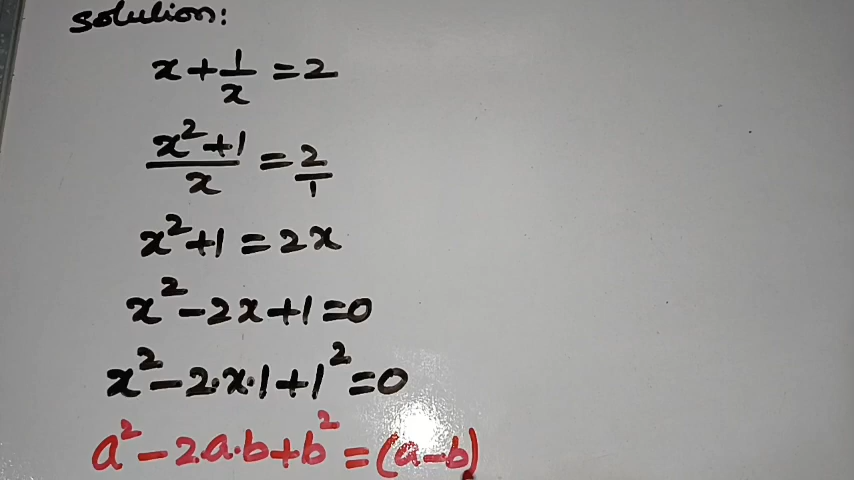 Solution:
x + 1/x = 2
x² + 1 / x = 2/1
x² + 1 = 2x
x² - 2x + 1 = 0
x² - 2·x·1 + 1² = 0
a² - 2·a·b + b² = (a-b)